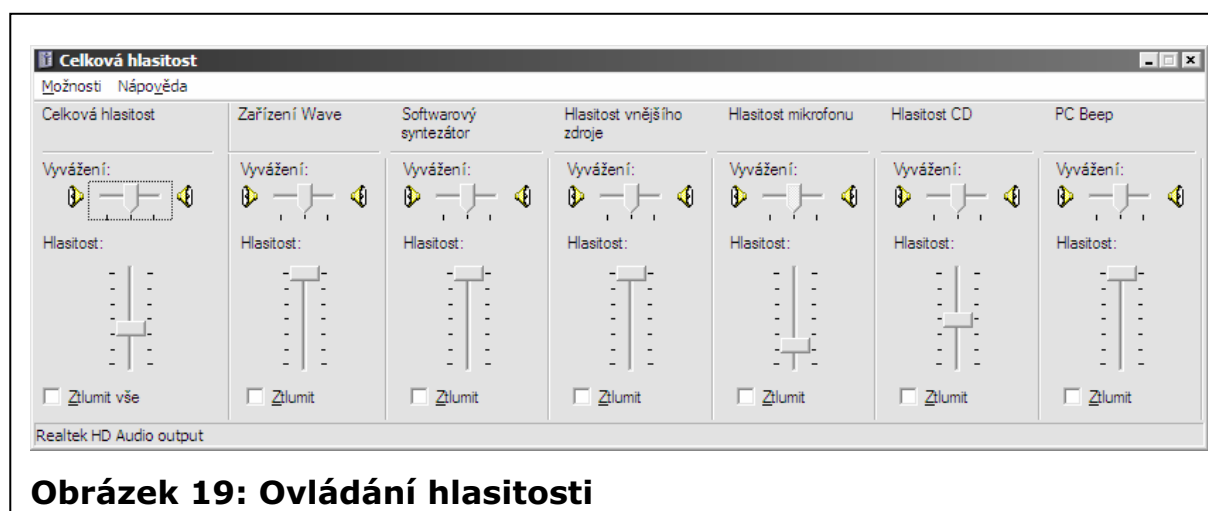 Celková hlasitost
Možnosti Nápověda
Celková hlasitost
Zařízení Wave
Softwarový
syntezátor
Hlasitost vnějšího
zdroje
Hlasitost mikrofonu
Hlasitost CD
PC Beep
Vyvážení:
Vyvážení:
Vyvážení:
Vyvážení:
Vyvážení:
Vyvážení:
Vyvážení:
Hlasitost:
Hlasitost:
Hlasitost:
Hlasitost:
Hlasitost:
Hlasitost:
Hlasitost:
Ztlumit vše
Ztlumit
Ztlumit
Ztlumit
Ztlumit
Ztlumit
Ztlumit
Realtek HD Audio output
Obrázek 19: Ovládání hlasitosti